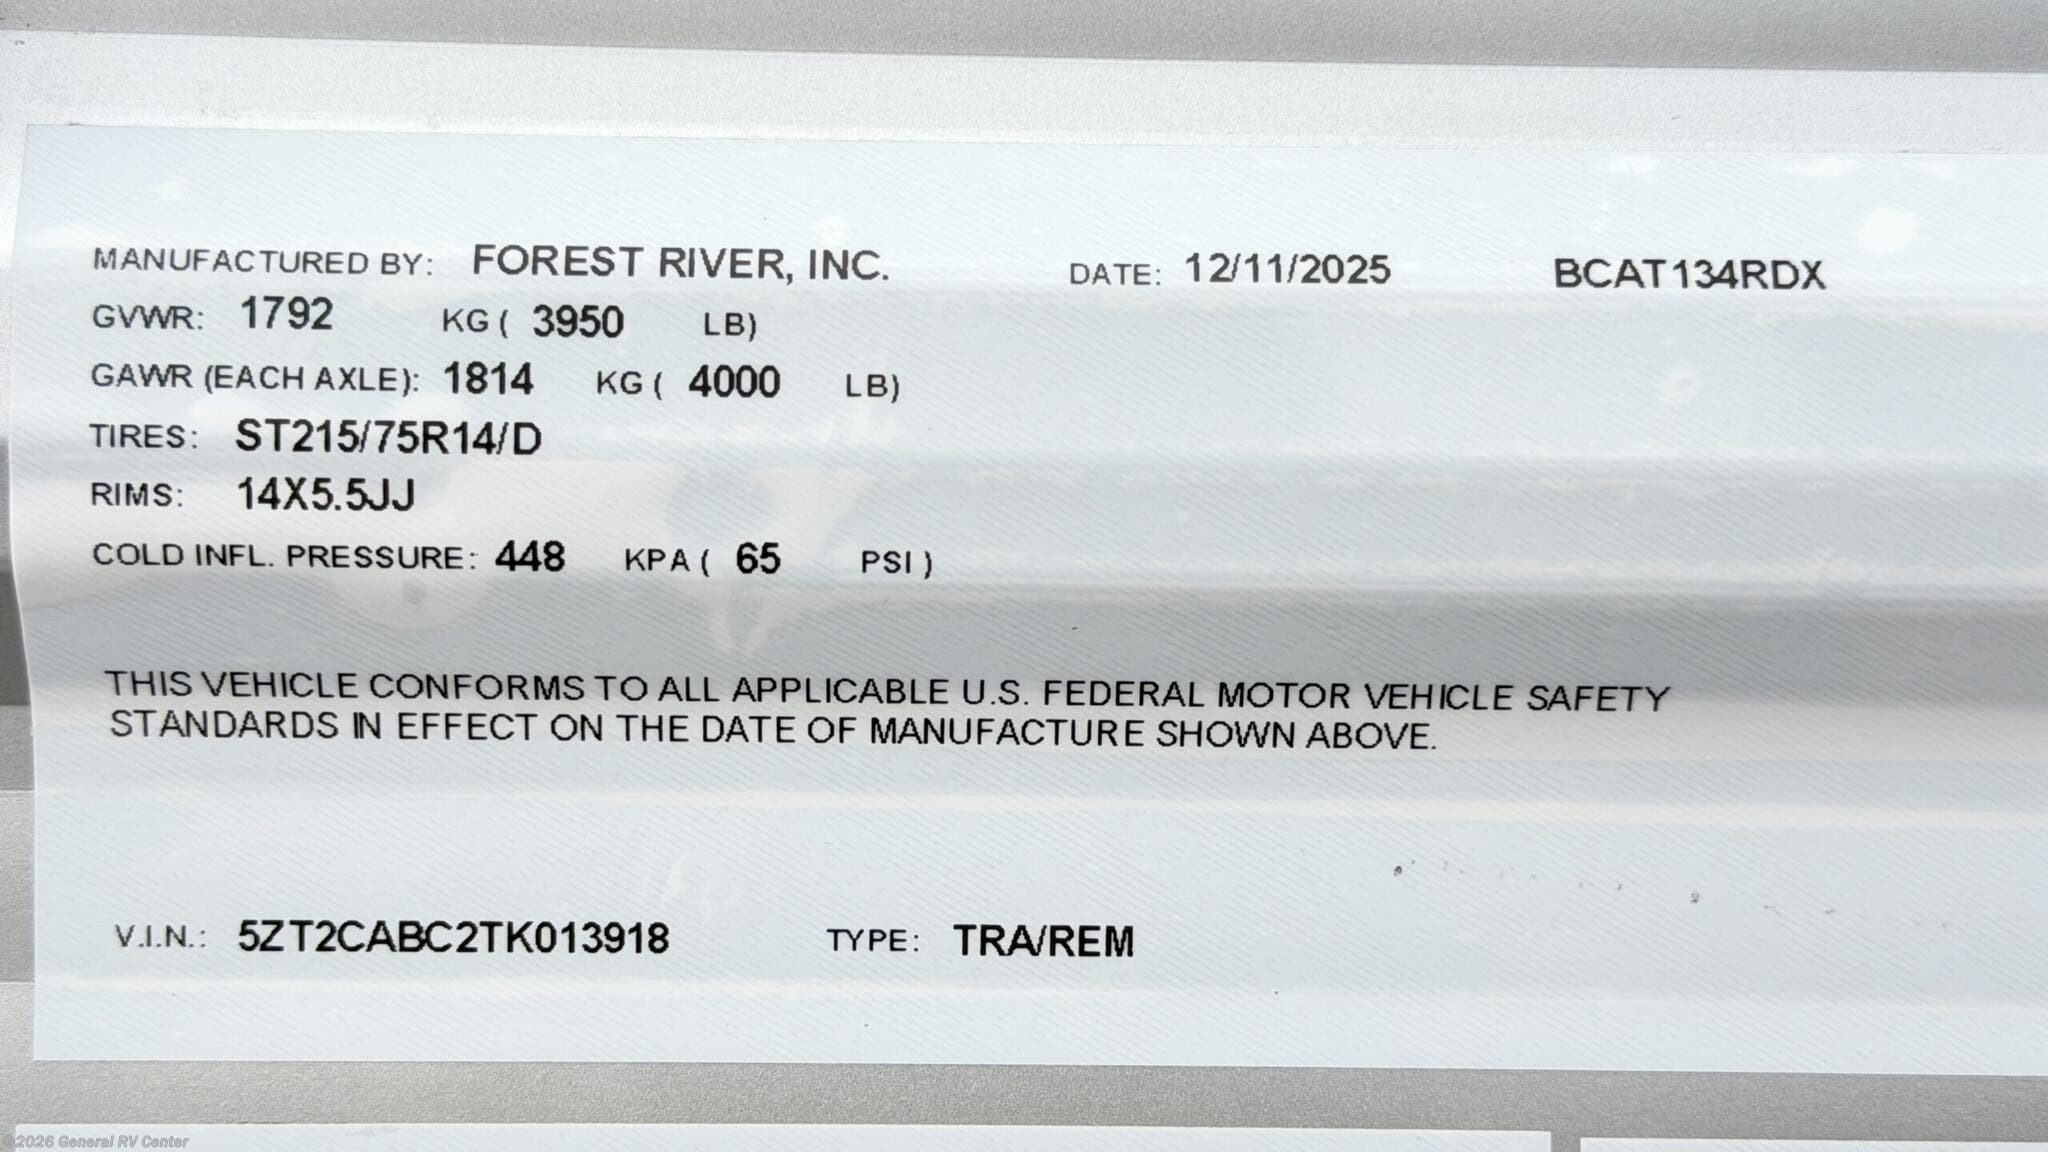 MANUFACTURED BY: FOREST RIVER, INC. DATE: 12/11/2025 BCAT134RDX
GVWR: 1792 KG ( 3950 LB)
GAWR (EACH AXLE): 1814 KG ( 4000 LB)
TIRES: ST215/75R14/D
RIMS: 14X5.5JJ
COLD INFL. PRESSURE: 448 KPA ( 65 PSI )
THIS VEHICLE CONFORMS TO ALL APPLICABLE U.S. FEDERAL MOTOR VEHICLE SAFETY
STANDARDS IN EFFECT ON THE DATE OF MANUFACTURE SHOWN ABOVE.
V.I.N.: 5ZT2CABC2TK013918 TYPE: TRA/REM
©2026 General RV Center